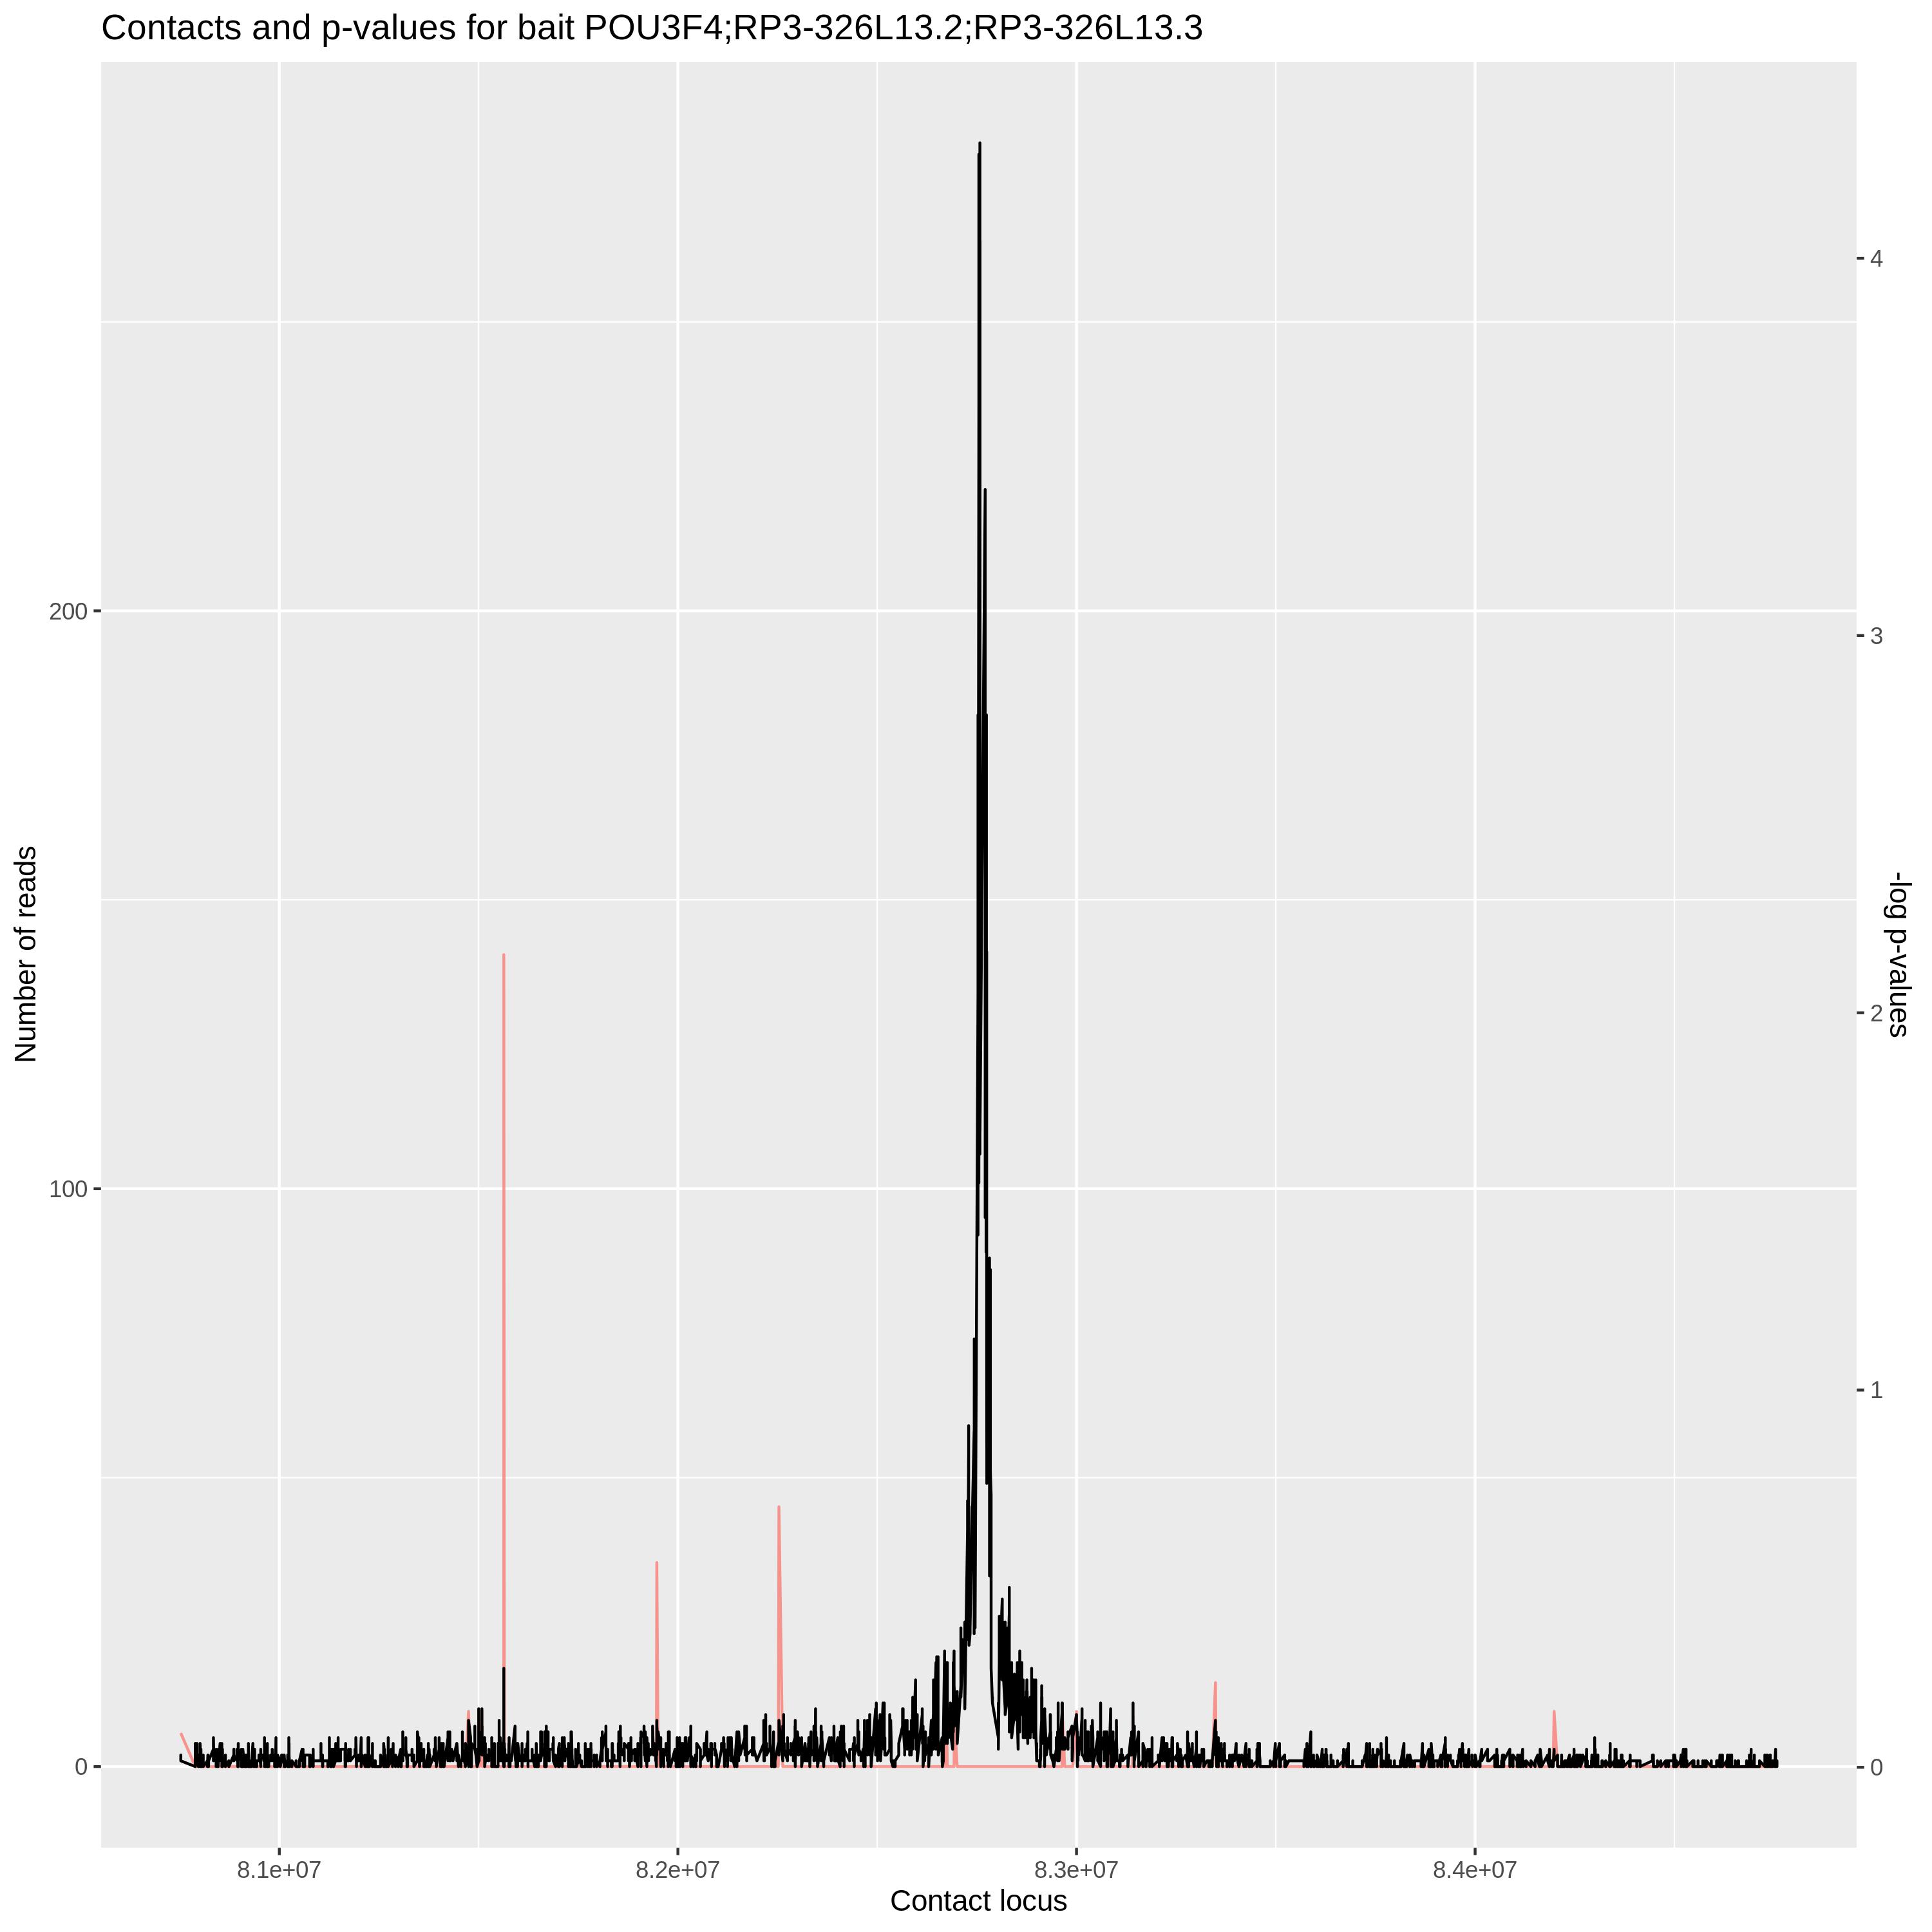 Contacts and p-values for bait POU3F4;RP3-326L13.2;RP3-326L13.3
Number of reads
200
100
0
4
3
2
1
0
-log p-values
8.1e+07 8.2e+07 8.3e+07 8.4e+07
Contact locus